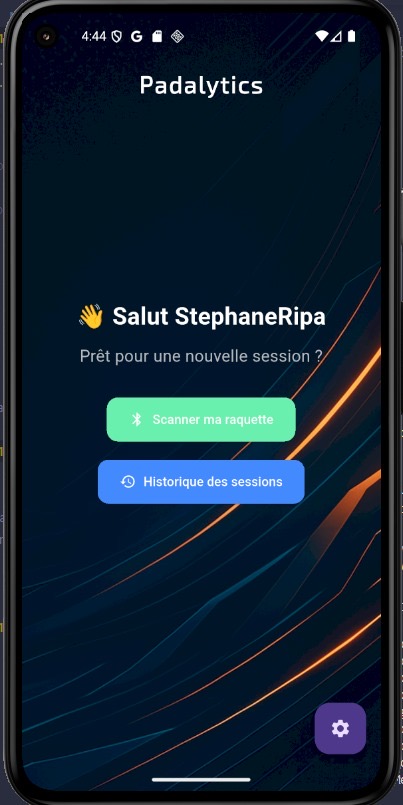 4:44
Padalytics
👋 Salut StephaneRipa
Prêt pour une nouvelle session ?
Scanner ma raquette
Historique des sessions